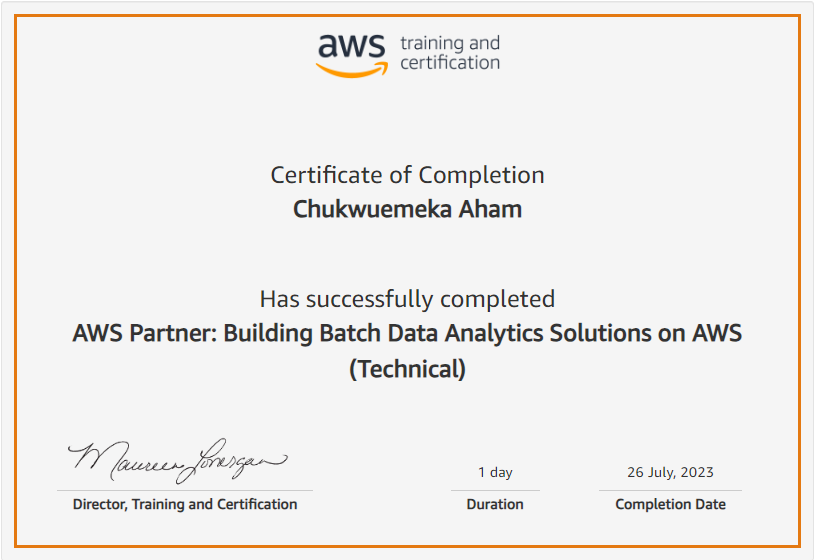 aws training and
certification
Certificate of Completion
Chukwuemeka Aham
Has successfully completed
AWS Partner: Building Batch Data Analytics Solutions on AWS
(Technical)
Maureen Lonergan
1 day
26 July, 2023
Director, Training and Certification
Duration
Completion Date